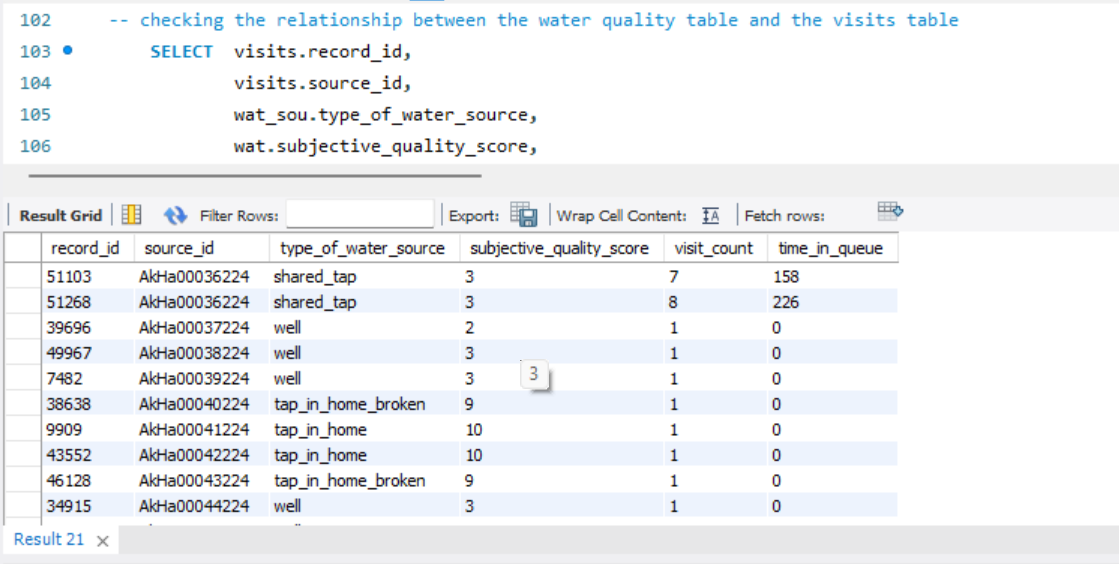 102 -- checking the relationship between the water quality table and the visits table
103 SELECT visits.record_id,
104 visits.source_id,
105 wat_sou.type_of_water_source,
106 wat.subjective_quality_score,
Result Grid Filter Rows: Export: Wrap Cell Content: IA Fetch rows:
record_id source_id type_of_water_source subjective_quality_score visit_count time_in_queue
51103 AkHa00036224 shared_tap 3 7 158
51268 AkHa00036224 shared_tap 3 8 226
39696 AkHa00037224 well 2 1 0
49967 AkHa00038224 well 3 1 0
7482 AkHa00039224 well 3 1 0
3
38638 AkHa00040224 tap_in_home_broken 9 1 0
9909 AkHa00041224 tap_in_home 10 1 0
43552 AkHa00042224 tap_in_home 10 1 0
46128 AkHa00043224 tap_in_home_broken 9 1 0
34915 AkHa00044224 well 3 1 0
Result 21